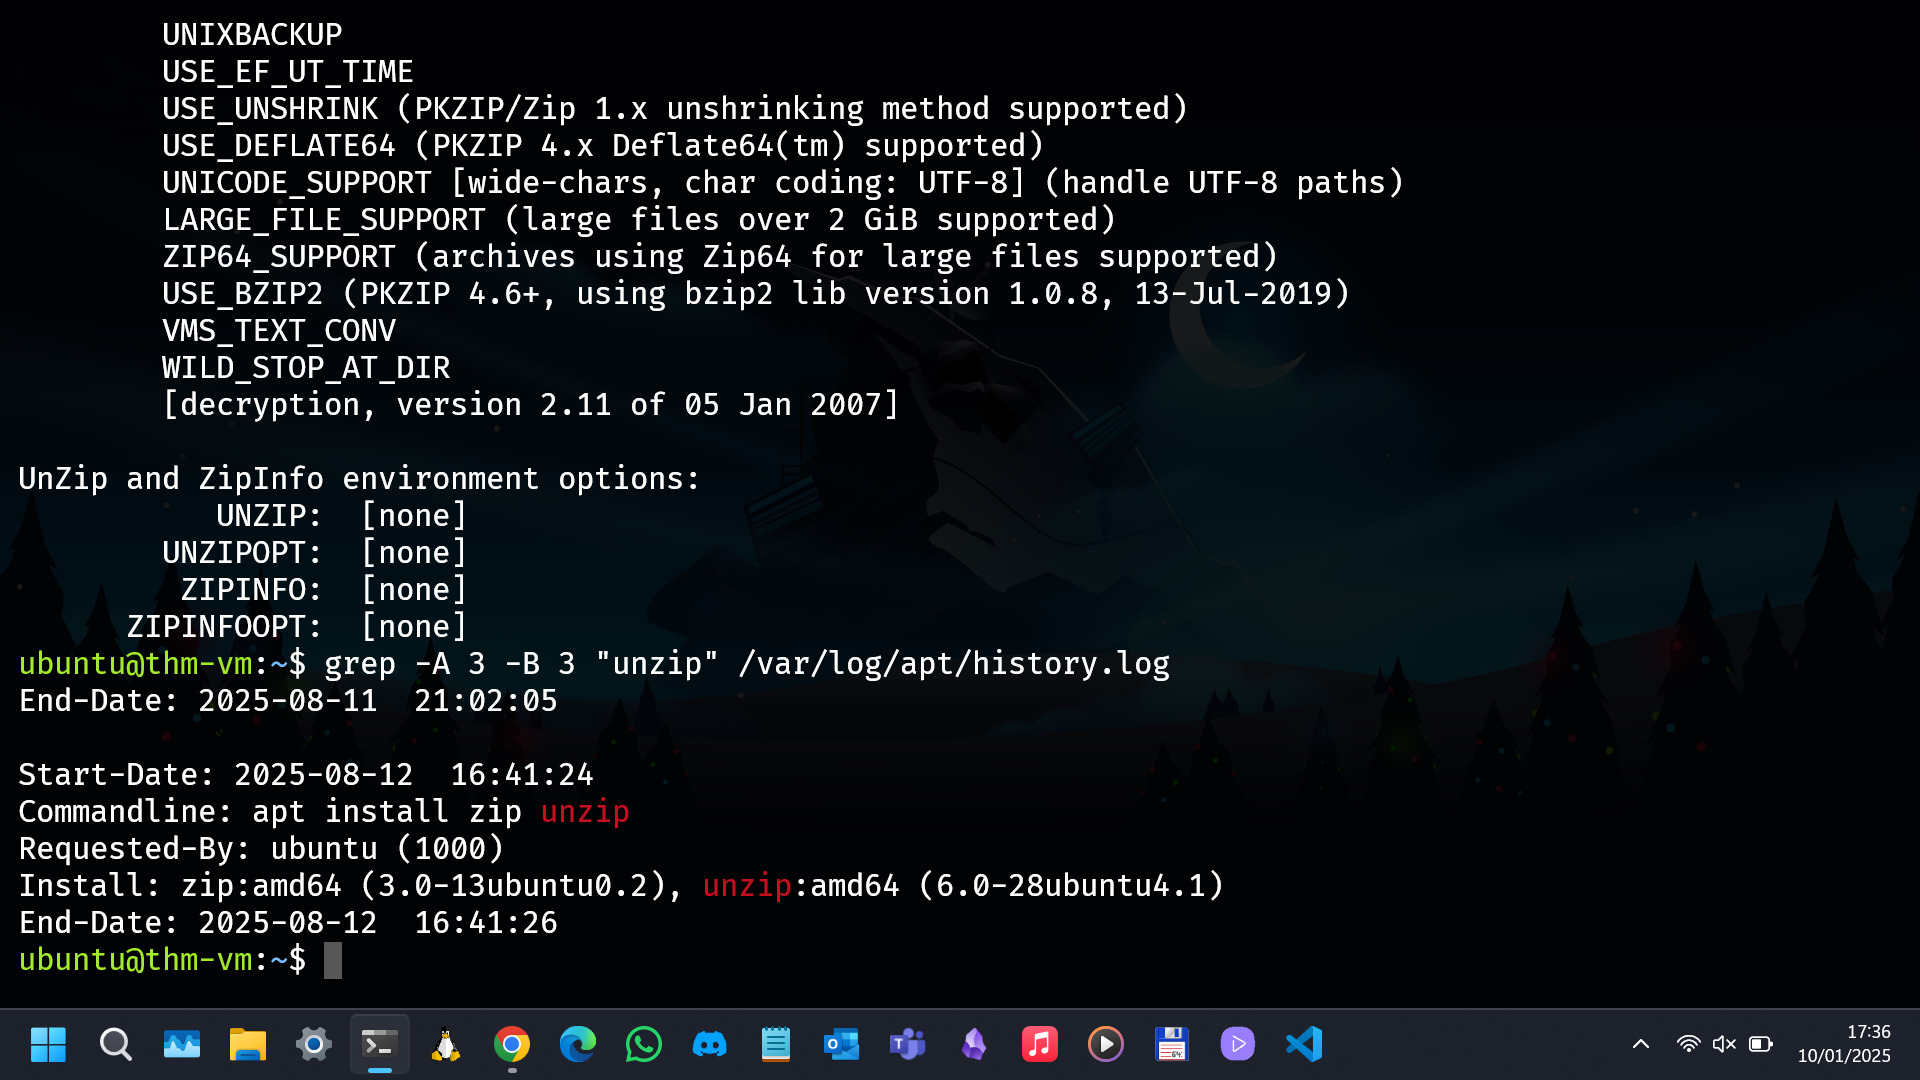 UNIXBACKUP
USE_EF_UT_TIME
USE_UNSHRINK (PKZIP/Zip 1.x unshrinking method supported)
USE_DEFLATE64 (PKZIP 4.x Deflate64(tm) supported)
UNICODE_SUPPORT [wide-chars, char coding: UTF-8] (handle UTF-8 paths)
LARGE_FILE_SUPPORT (large files over 2 GiB supported)
ZIP64_SUPPORT (archives using Zip64 for large files supported)
USE_BZIP2 (PKZIP 4.6+, using bzip2 lib version 1.0.8, 13-Jul-2019)
VMS_TEXT_CONV
WILD_STOP_AT_DIR
[decryption, version 2.11 of 05 Jan 2007]
UnZip and ZipInfo environment options:
UNZIP:  [none]
UNZIPOPT:  [none]
ZIPINFO:  [none]
ZIPINFOOPT:  [none]
ubuntu@thm-vm:~$ grep -A 3 -B 3 "unzip" /var/log/apt/history.log
End-Date: 2025-08-11  21:02:05
Start-Date: 2025-08-12  16:41:24
Commandline: apt install zip unzip
Requested-By: ubuntu (1000)
Install: zip:amd64 (3.0-13ubuntu0.2), unzip:amd64 (6.0-28ubuntu4.1)
End-Date: 2025-08-12  16:41:26
ubuntu@thm-vm:~$
17:36
10/01/2025